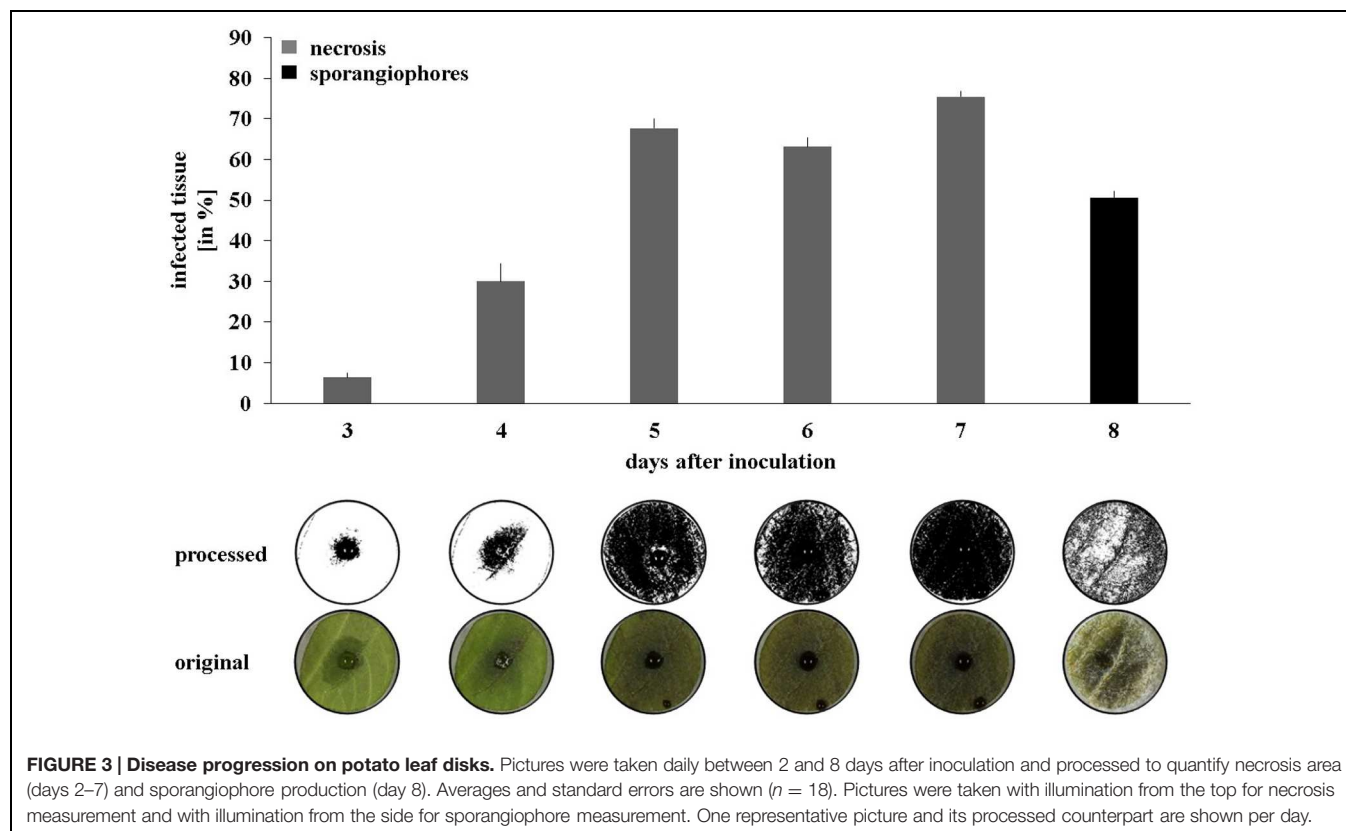 90
80
70
60
50
40
30
20
10
0
necrosis
sporangiophores
infected tissue
[in %]
3 4 5 6 7 8
days after inoculation
processed
original
FIGURE 3 | Disease progression on potato leaf disks. Pictures were taken daily between 2 and 8 days after inoculation and processed to quantify necrosis area
(days 2–7) and sporangiophore production (day 8). Averages and standard errors are shown (n = 18). Pictures were taken with illumination from the top for necrosis
measurement and with illumination from the side for sporangiophore measurement. One representative picture and its processed counterpart are shown per day.